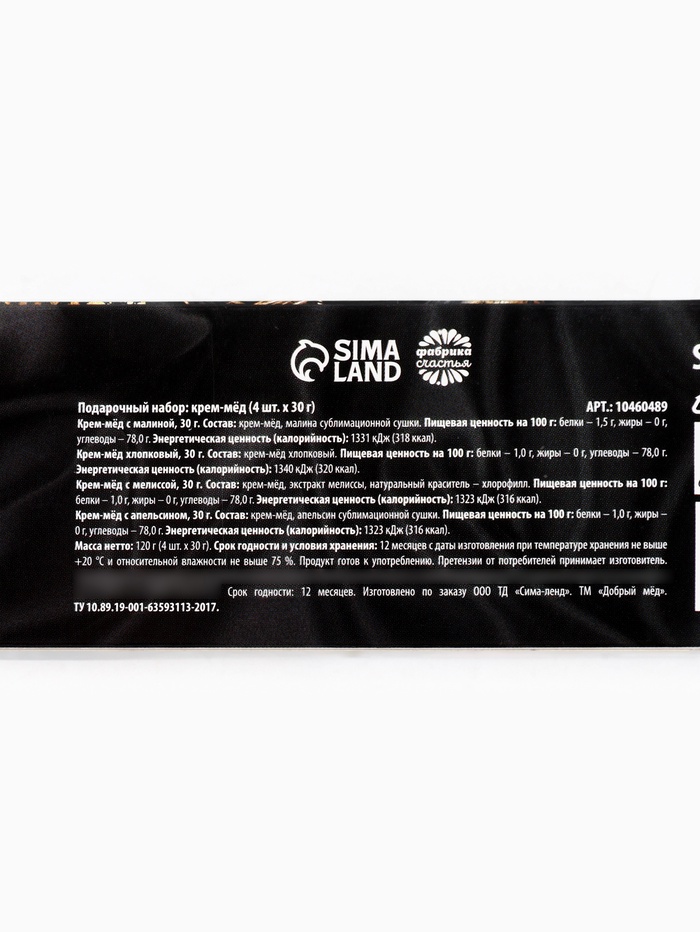 SIMA
LAND
фабрика
счастья
Подарочный набор: крем-мёд (4 шт. х 30 г) АРТ.: 10460489
Крем-мёд с малиной, 30 г. Состав: крем-мёд, малина сублимационной сушки. Пищевая ценность на 100 г: белки – 1,5 г, жиры – 0 г,
углеводы – 78,0 г. Энергетическая ценность (калорийность): 1331 кДж (318 ккал).
Крем-мёд хлопковый, 30 г. Состав: крем-мёд хлопковый. Пищевая ценность на 100 г: белки – 1,0 г, жиры – 0 г, углеводы – 78,0 г.
Энергетическая ценность (калорийность): 1340 кДж (320 ккал).
Крем-мёд с мелиссой, 30 г. Состав: крем-мёд, экстракт мелиссы, натуральный краситель – хлорофилл. Пищевая ценность на 100 г:
белки – 1,0 г, жиры – 0 г, углеводы – 78,0 г. Энергетическая ценность (калорийность): 1323 кДж (316 ккал).
Крем-мёд с апельсином, 30 г. Состав: крем-мёд, апельсин сублимационной сушки. Пищевая ценность на 100 г: белки – 1,0 г, жиры –
0 г, углеводы – 78,0 г. Энергетическая ценность (калорийность): 1323 кДж (316 ккал).
Масса нетто: 120 г (4 шт. х 30 г). Срок годности и условия хранения: 12 месяцев с даты изготовления при температуре хранения не выше
+20 °С и относительной влажности не выше 75 %. Продукт готов к употреблению. Претензии от потребителей принимает изготовитель.
Срок годности: 12 месяцев. Изготовлено по заказу ООО ТД «Сима-ленд». ТМ «Добрый мёд».
ТУ 10.89.19-001-63593113-2017.